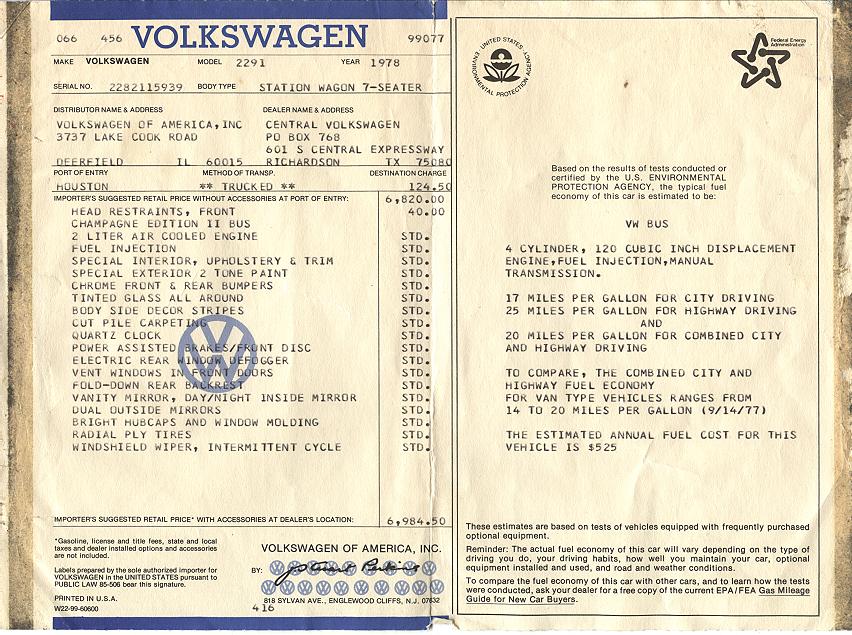 066 456 VOLKSWAGEN 99077
MAKE VOLKSWAGEN MODEL 2291 YEAR 1978
SERIAL NO. 2282115939 BODY TYPE STATION WAGON 7-SEATER
DISTRIBUTOR NAME & ADDRESS DEALER NAME & ADDRESS
VOLKSWAGEN OF AMERICA,INC CENTRAL VOLKSWAGEN
3737 LAKE COOK ROAD PO BOX 768
601 S CENTRAL EXPRESSWAY
DEERFIELD IL 60015 RICHARDSON TX 75080
PORT OF ENTRY METHOD OF TRANSP. DESTINATION CHARGE
HOUSTON ** TRUCKED ** 124.50
IMPORTER'S SUGGESTED RETAIL PRICE WITHOUT ACCESSORIES AT PORT OF ENTRY: 6,820.00
HEAD RESTRAINTS, FRONT 40.00
CHAMPAGNE EDITION II BUS
2 LITER AIR COOLED ENGINE STD.
FUEL INJECTION STD.
SPECIAL INTERIOR, UPHOLSTERY & TRIM STD.
SPECIAL EXTERIOR 2 TONE PAINT STD.
CHROME FRONT & REAR BUMPERS STD.
TINTED GLASS ALL AROUND STD.
BODY SIDE DECOR STRIPES STD.
CUT PILE CARPETING STD.
QUARTZ CLOCK STD.
POWER ASSISTED BRAKES/FRONT DISC STD.
ELECTRIC REAR WINDOW DEFOGGER STD.
VENT WINDOWS IN FRONT DOORS STD.
FOLD-DOWN REAR BACKREST STD.
VANITY MIRROR, DAY/NIGHT INSIDE MIRROR STD.
DUAL OUTSIDE MIRRORS STD.
BRIGHT HUBCAPS AND WINDOW MOLDING STD.
RADIAL PLY TIRES STD.
WINDSHIELD WIPER, INTERMITTENT CYCLE STD.
IMPORTER'S SUGGESTED RETAIL PRICE* WITH ACCESSORIES AT DEALER'S LOCATION: 6,984.50
*Gasoline, license and title fees, state and local
taxes and dealer installed options and accessories
are not included.
Labels prepared by the sole authorized importer for
VOLKSWAGEN in the UNITED STATES pursuant to
PUBLIC LAW 85-506 bear this signature.
PRINTED IN U.S.A.
W22-99-60600
VOLKSWAGEN OF AMERICA, INC.
BY:
818 SYLVAN AVE., ENGLEWOOD CLIFFS, N.J. 07632
416
UNITED STATES
ENVIRONMENTAL PROTECTION AGENCY
Federal Energy
Administration
Based on the results of tests conducted or
certified by the U.S. ENVIRONMENTAL
PROTECTION AGENCY, the typical fuel
economy of this car is estimated to be:
VW BUS
4 CYLINDER, 120 CUBIC INCH DISPLACEMENT
ENGINE,FUEL INJECTION,MANUAL
TRANSMISSION.
17 MILES PER GALLON FOR CITY DRIVING
25 MILES PER GALLON FOR HIGHWAY DRIVING
AND
20 MILES PER GALLON FOR COMBINED CITY
AND HIGHWAY DRIVING
TO COMPARE, THE COMBINED CITY AND
HIGHWAY FUEL ECONOMY
FOR VAN TYPE VEHICLES RANGES FROM
14 TO 20 MILES PER GALLON (9/14/77)
THE ESTIMATED ANNUAL FUEL COST FOR THIS
VEHICLE IS $525
These estimates are based on tests of vehicles equipped with frequently purchased
optional equipment.
Reminder: The actual fuel economy of this car will vary depending on the type of
driving you do, your driving habits, how well you maintain your car, optional
equipment installed and used, and road and weather conditions.
To compare the fuel economy of this car with other cars, and to learn how the tests
were conducted, ask your dealer for a free copy of the current EPA/FEA Gas Mileage
Guide for New Car Buyers.